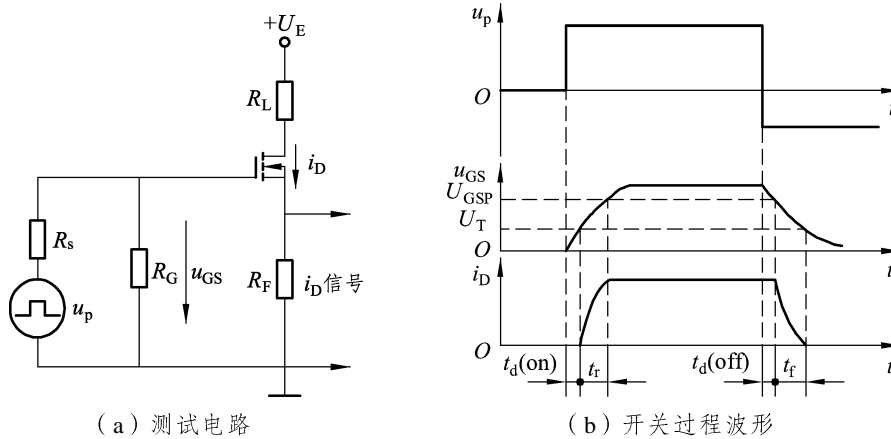 +U_E
R_L
i_D
R_s
R_G
u_GS
R_F
i_D信号
u_p
(a)测试电路
u_p
O
t
u_GS
U_GSP
U_T
O
t
i_D
O
t
t_d(on)
t_r
t_d(off)
t_f
(b)开关过程波形